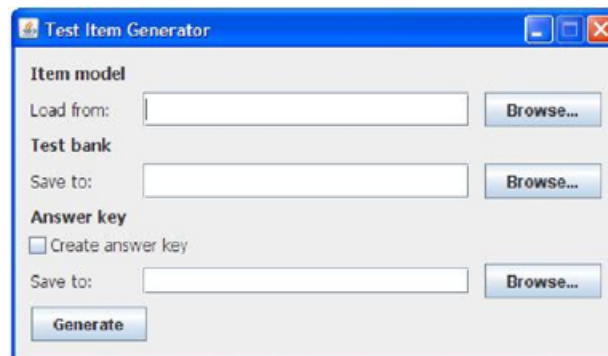 Test Item Generator
Item model
Load from: Browse...
Test bank
Save to: Browse...
Answer key
Create answer key
Save to: Browse...
Generate